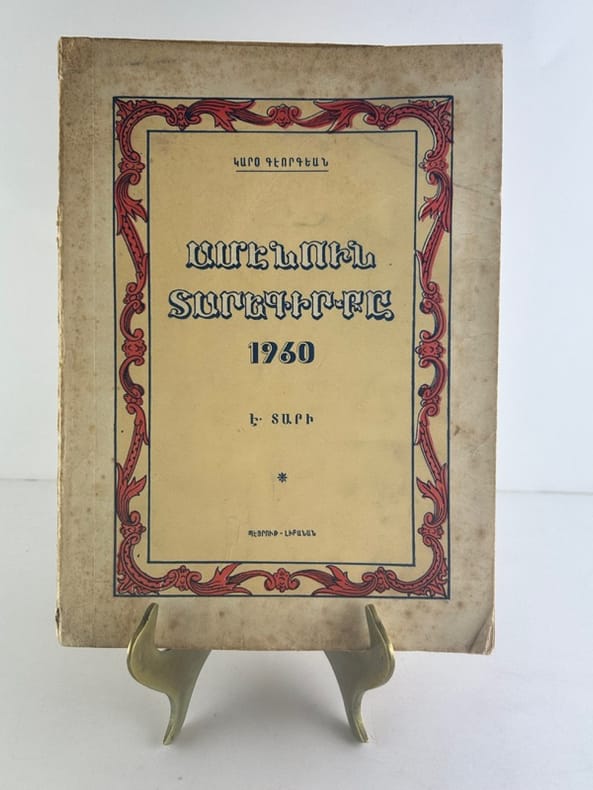 ԿԱՐՕ ԳԷՈՐԳԵԱՆ
ԱՄԷՆՈՒՆ
ՏԱՐԵԳԻՐՔԸ
1960
Է. ՏԱՐԻ
ՊԷՅՐՈՒԹ - ԼԻԲԱՆԱՆ